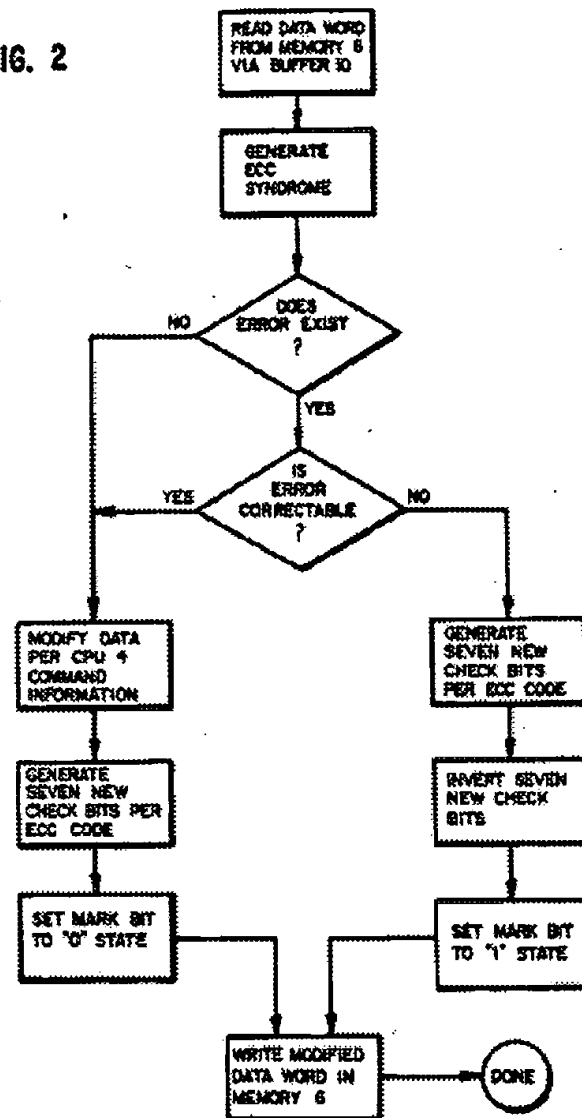 IG. 2
READ DATA WORD
FROM MEMORY 6
VIA BUFFER 10
GENERATE
ECC
SYNDROME
DOES
ERROR EXIST
?
NO
YES
IS
ERROR
CORRECTABLE
?
YES
NO
MODIFY DATA
PER CPU 4
COMMAND
INFORMATION
GENERATE
SEVEN NEW
CHECK BITS
PER ECC CODE
GENERATE
SEVEN NEW
CHECK BITS PER
ECC CODE
INVERT SEVEN
NEW CHECK
BITS
SET MARK BIT
TO "0" STATE
SET MARK BIT
TO "1" STATE
WRITE MODIFIED
DATA WORD IN
MEMORY 6
DONE